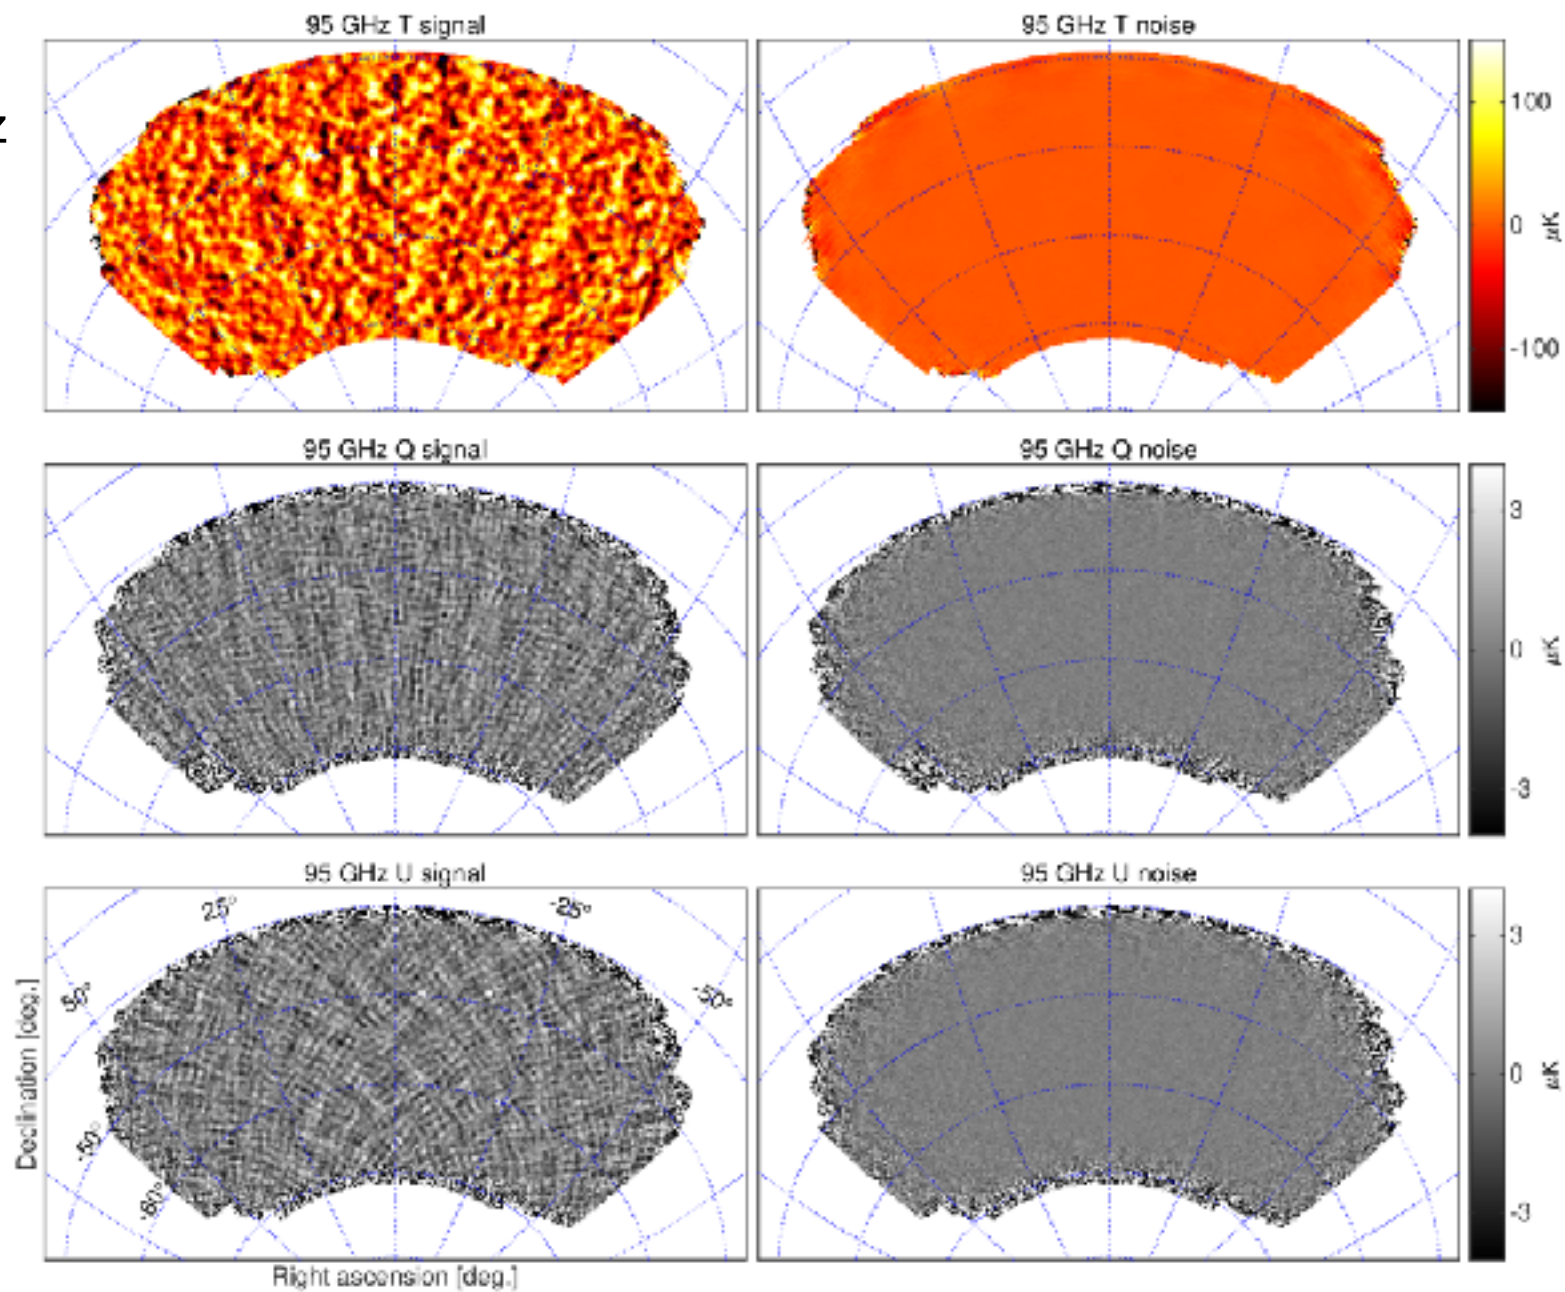 95 GHz T signal
95 GHz T noise
z
100
0
-100
μK
95 GHz Q signal
95 GHz Q noise
3
0
-3
μK
95 GHz U signal
95 GHz U noise
25°
-25°
50°
-50°
-50°
-60°
3
0
-3
μK
Declination [deg.]
Right ascension [deg.]